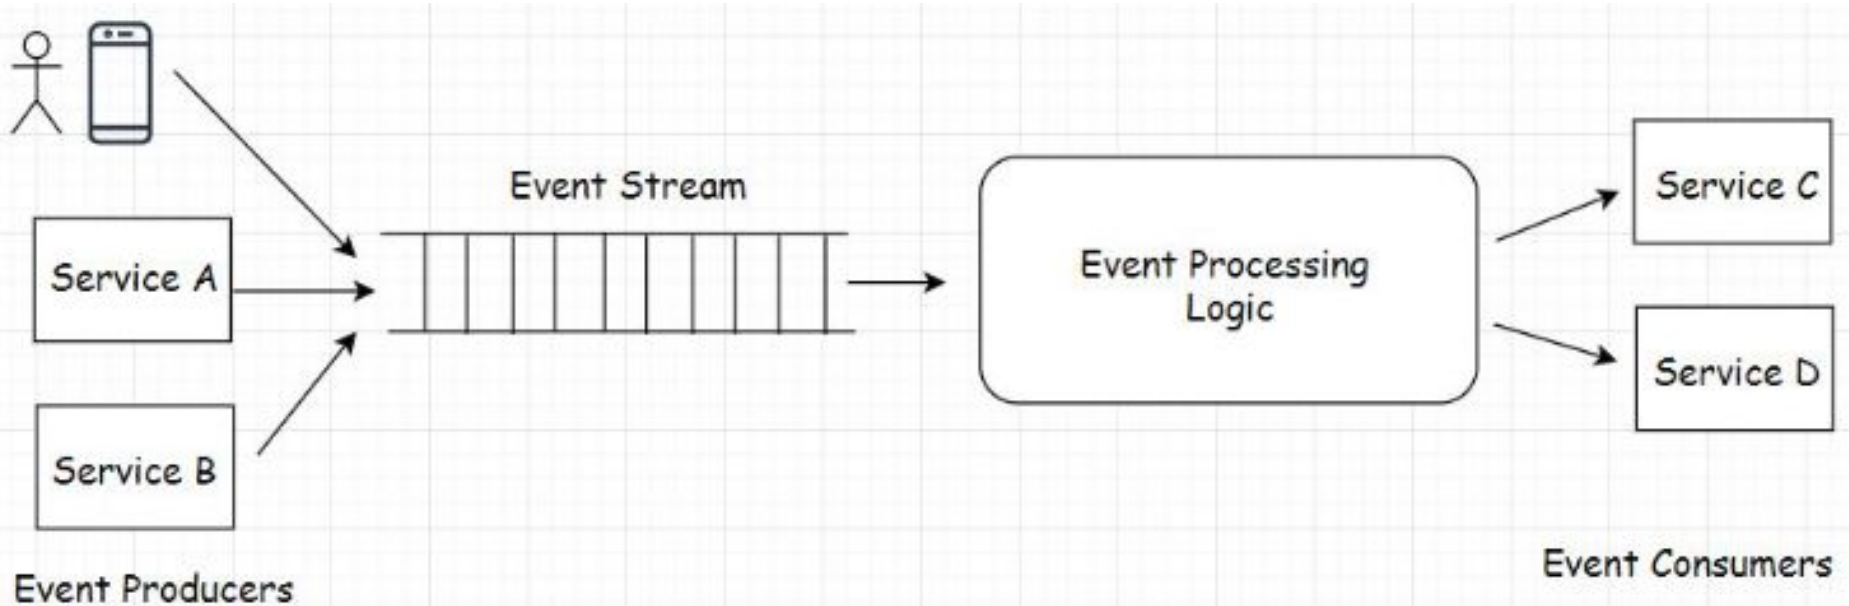 Event Stream
Service C
Service A
Event Processing
Logic
Service D
Service B
Event Producers
Event Consumers